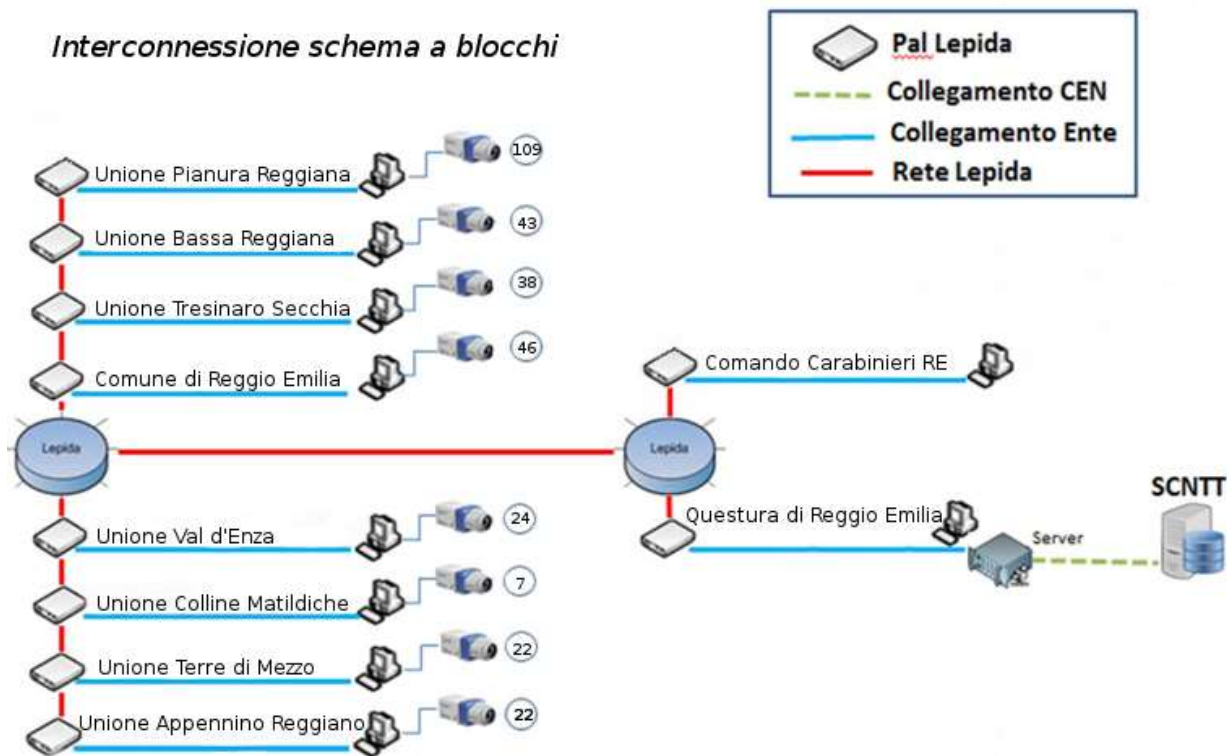 Interconnessione schema a blocchi
Pal Lepida
Collegamento CEN
Collegamento Ente
Rete Lepida
Unione Pianura Reggiana
109
Unione Bassa Reggiana
43
Unione Tresinaro Secchia
38
Comune di Reggio Emilia
46
Lepida
Unione Val d'Enza
24
Unione Colline Matildiche
7
Unione Terre di Mezzo
22
Unione Appennino Reggiano
22
Comando Carabinieri RE
Lepida
Questura di Reggio Emilia
Server
SCNTT